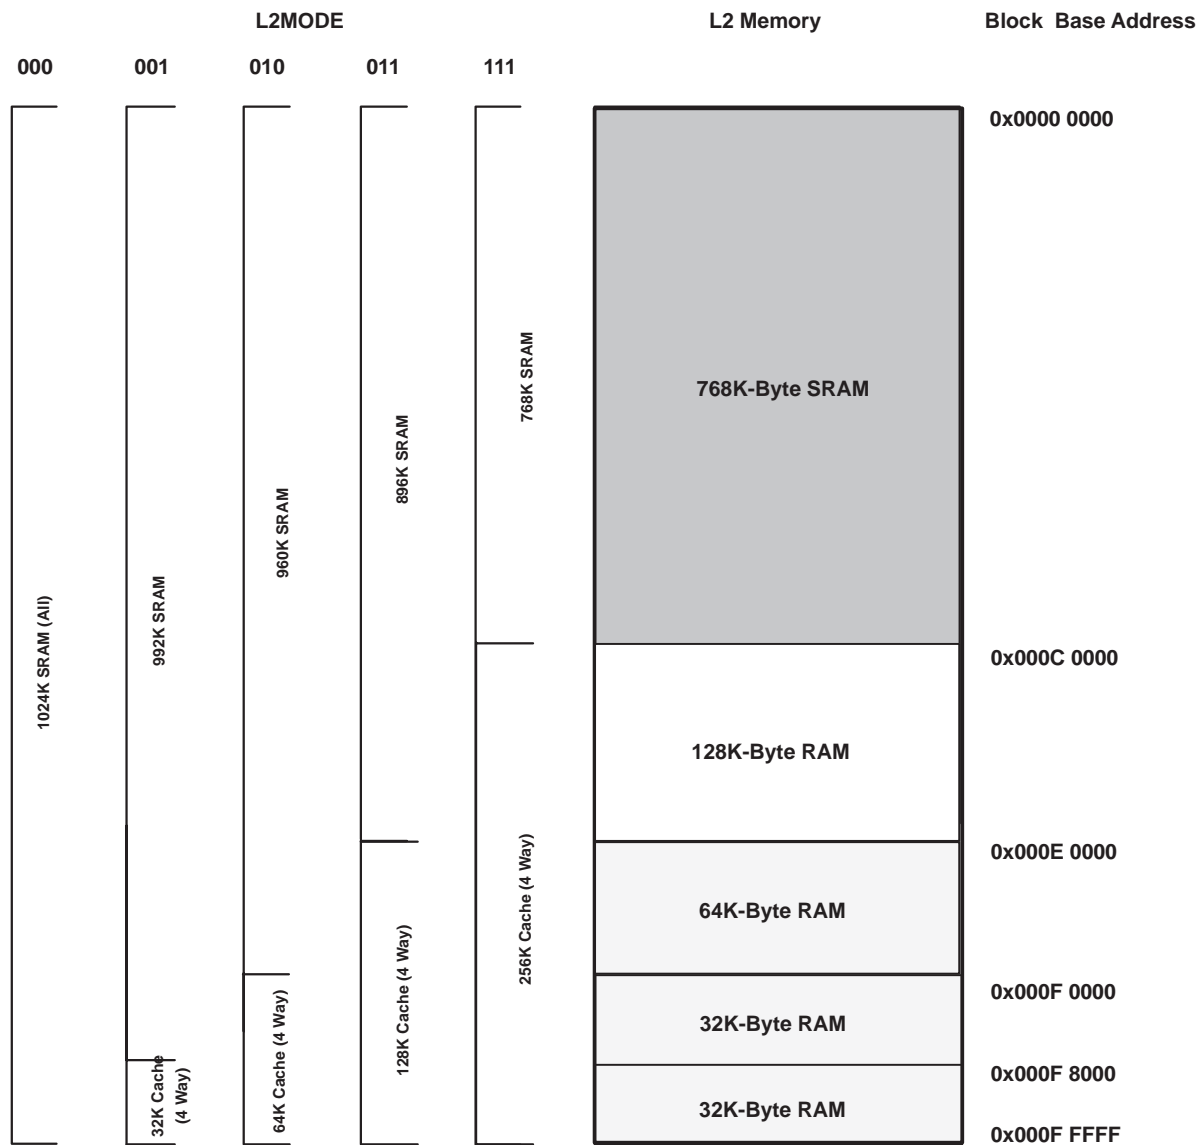 L2MODE L2 Memory Block Base Address
000 001 010 011 111
0x0000 0000
768K SRAM
768K-Byte SRAM
896K SRAM
960K SRAM
992K SRAM
1024K SRAM (All)
0x000C 0000
128K-Byte RAM
0x000E 0000
256K Cache (4 Way)
64K-Byte RAM
128K Cache (4 Way)
0x000F 0000
32K-Byte RAM
64K Cache (4 Way)
0x000F 8000
32K Cache
(4 Way)
32K-Byte RAM
0x000F FFFF